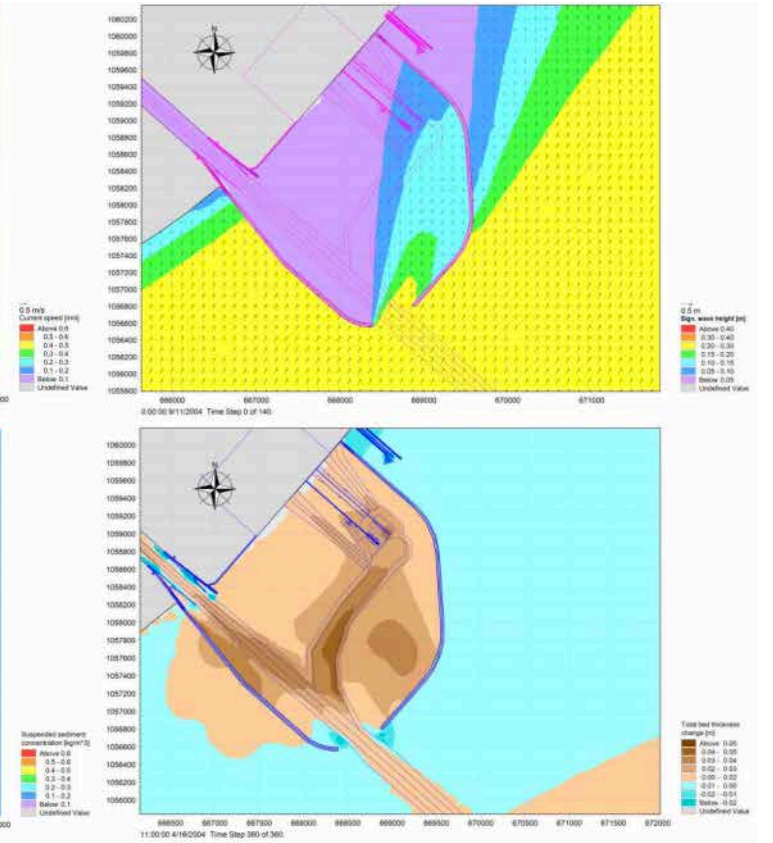 1060200
1060000
1059800
1059600
1059400
1059200
1059000
1058800
1058600
1058400
1058200
1058000
1057800
1057600
1057400
1057200
1057000
1056800
1056600
1056400
1056200
1056000
1055800
N
666000 667000 668000 669000 670000 671000
0:00:00 9/11/2004 Time Step 0 of 140.
0.5 m/s
Current speed [m/s]
Above 0.6
0.5 - 0.6
0.4 - 0.5
0.3 - 0.4
0.2 - 0.3
0.1 - 0.2
Below 0.1
Undefined Value
0.5 m
Sign. wave height [m]
Above 0.40
0.30 - 0.40
0.20 - 0.30
0.15 - 0.20
0.10 - 0.15
0.05 - 0.10
Below 0.05
Undefined Value
1060000
1059800
1059600
1059400
1059200
1059000
1058800
1058600
1058400
1058200
1058000
1057800
1057600
1057400
1057200
1057000
1056800
1056600
1056400
1056200
1056000
N
666500 667000 667500 668000 668500 669000 669500 670000 670500 671000 671500 672000
11:00:00 4/16/2004 Time Step 360 of 360.
Suspended sediment
concentration [kg/m^3]
Above 0.6
0.5 - 0.6
0.4 - 0.5
0.3 - 0.4
0.2 - 0.3
0.1 - 0.2
Below 0.1
Undefined Value
Total bed thickness
change [m]
Above 0.05
0.04 - 0.05
0.03 - 0.04
0.02 - 0.03
0.00 - 0.02
-0.01 - 0.00
-0.02 - -0.01
Below -0.02
Undefined Value